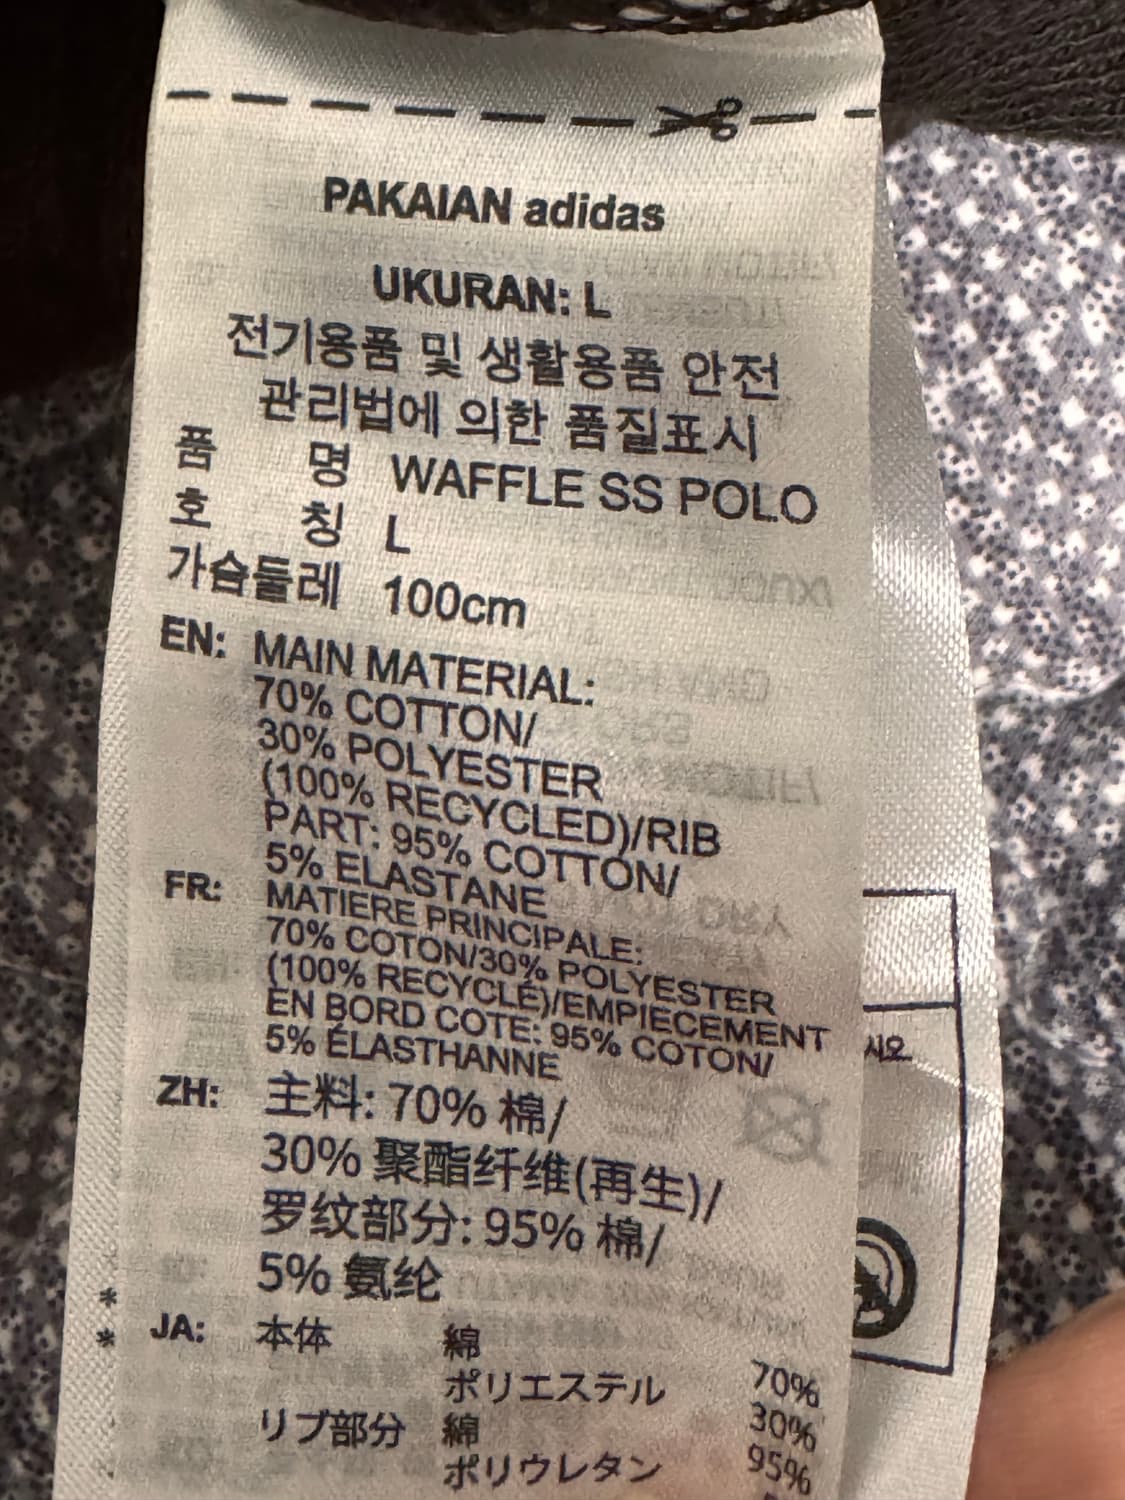 PAKAIAN adidas
UKURAN: L
전기용품 및 생활용품 안전
관리법에 의한 품질표시
품 명 WAFFLE SS POLO
호 칭 L
가슴둘레 100cm
EN: MAIN MATERIAL:
70% COTTON/
30% POLYESTER
(100% RECYCLED)/RIB
PART: 95% COTTON/
5% ELASTANE
FR: MATIERE PRINCIPALE:
70% COTON/30% POLYESTER
(100% RECYCLÉ)/EMPIECEMENT
EN BORD COTE: 95% COTON/
5% ÉLASTHANNE
ZH: 主料: 70% 棉/
30% 聚酯纤维(再生)/
罗纹部分: 95% 棉/
5% 氨纶
JA: 本体 綿 70%
ポリエステル 30%
リブ部分 綿 95%
ポリウレタン
시오